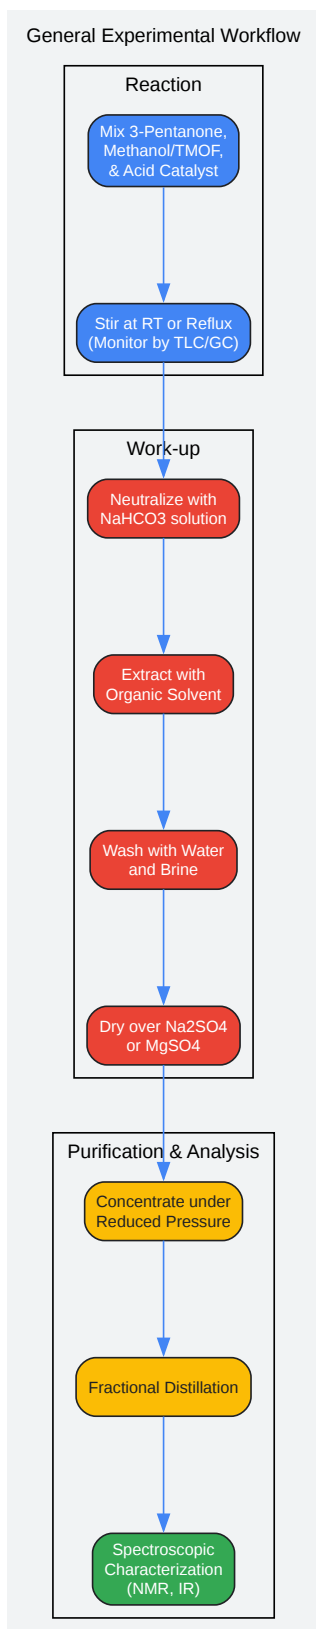 General Experimental Workflow
Reaction
Mix 3-Pentanone,
Methanol/TMOF,
& Acid Catalyst
Stir at RT or Reflux
(Monitor by TLC/GC)
Work-up
Neutralize with
NaHCO3 solution
Extract with
Organic Solvent
Wash with Water
and Brine
Dry over Na2SO4
or MgSO4
Purification & Analysis
Concentrate under
Reduced Pressure
Fractional Distillation
Spectroscopic
Characterization
(NMR, IR)